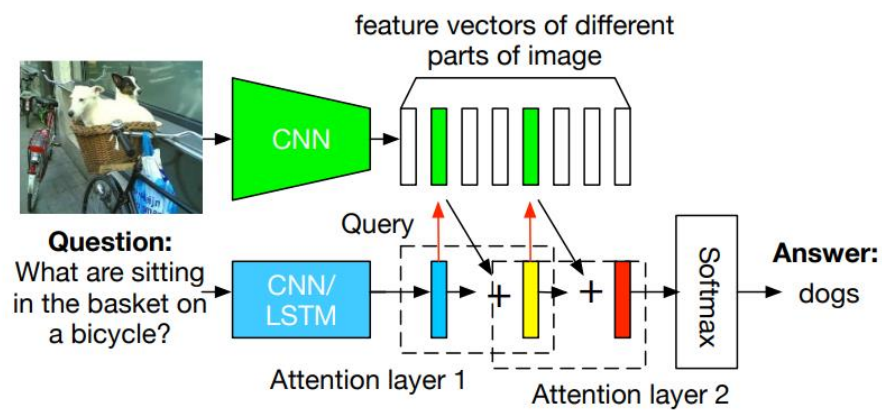 feature vectors of different
parts of image
CNN
Query
Question:
What are sitting
in the basket on
a bicycle?
CNN/
LSTM
+
+
Softmax
Answer:
dogs
Attention layer 1
Attention layer 2